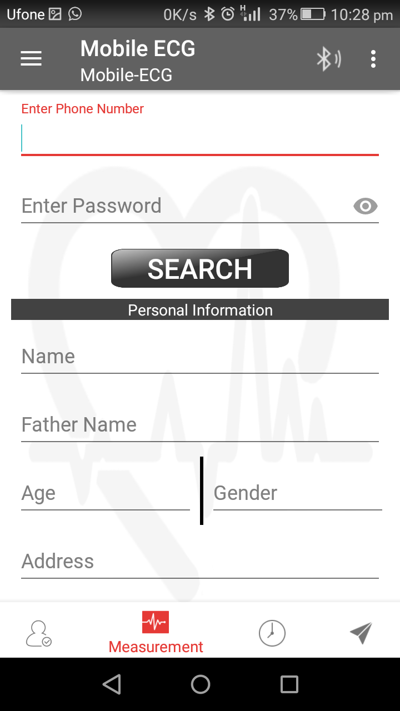 Ufone 0K/s H 37% 10:28 pm
Mobile ECG
Mobile-ECG
Enter Phone Number
Enter Password
SEARCH
Personal Information
Name
Father Name
Age Gender
Address
Measurement